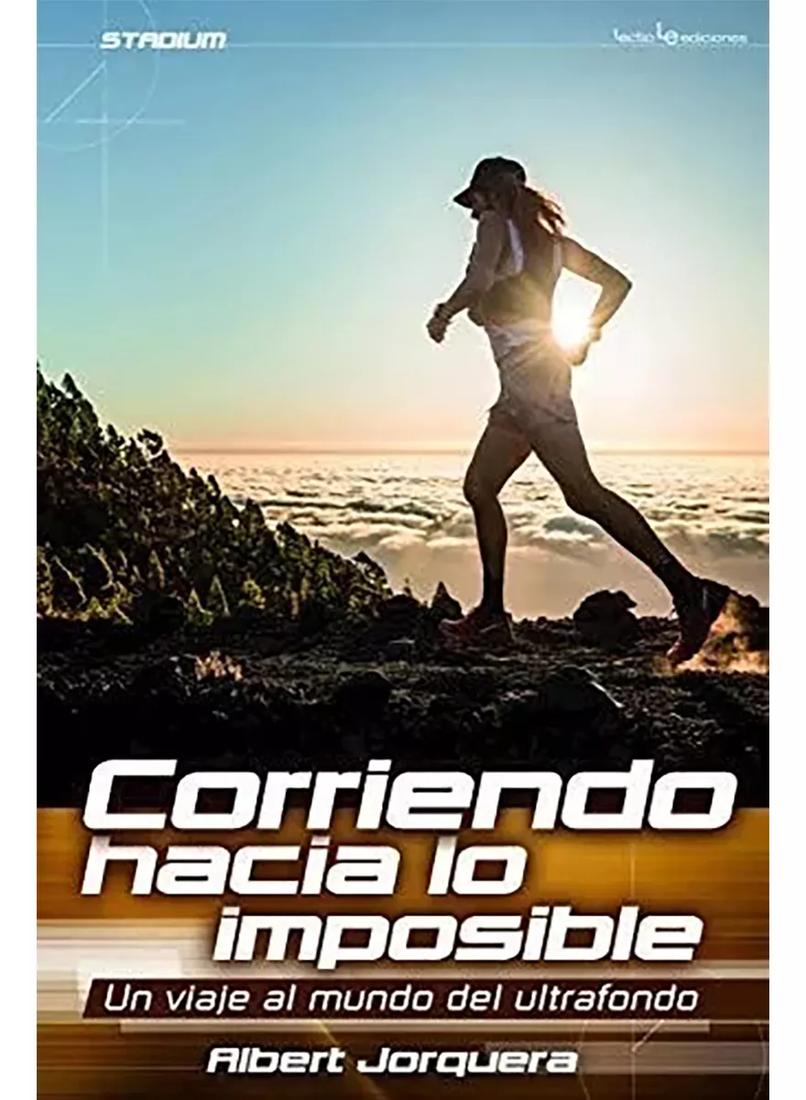 STADIUM
Lectio Le ediciones
Corriendo
hacia lo
imposible
Un viaje al mundo del ultrafondo
Albert Jorquera